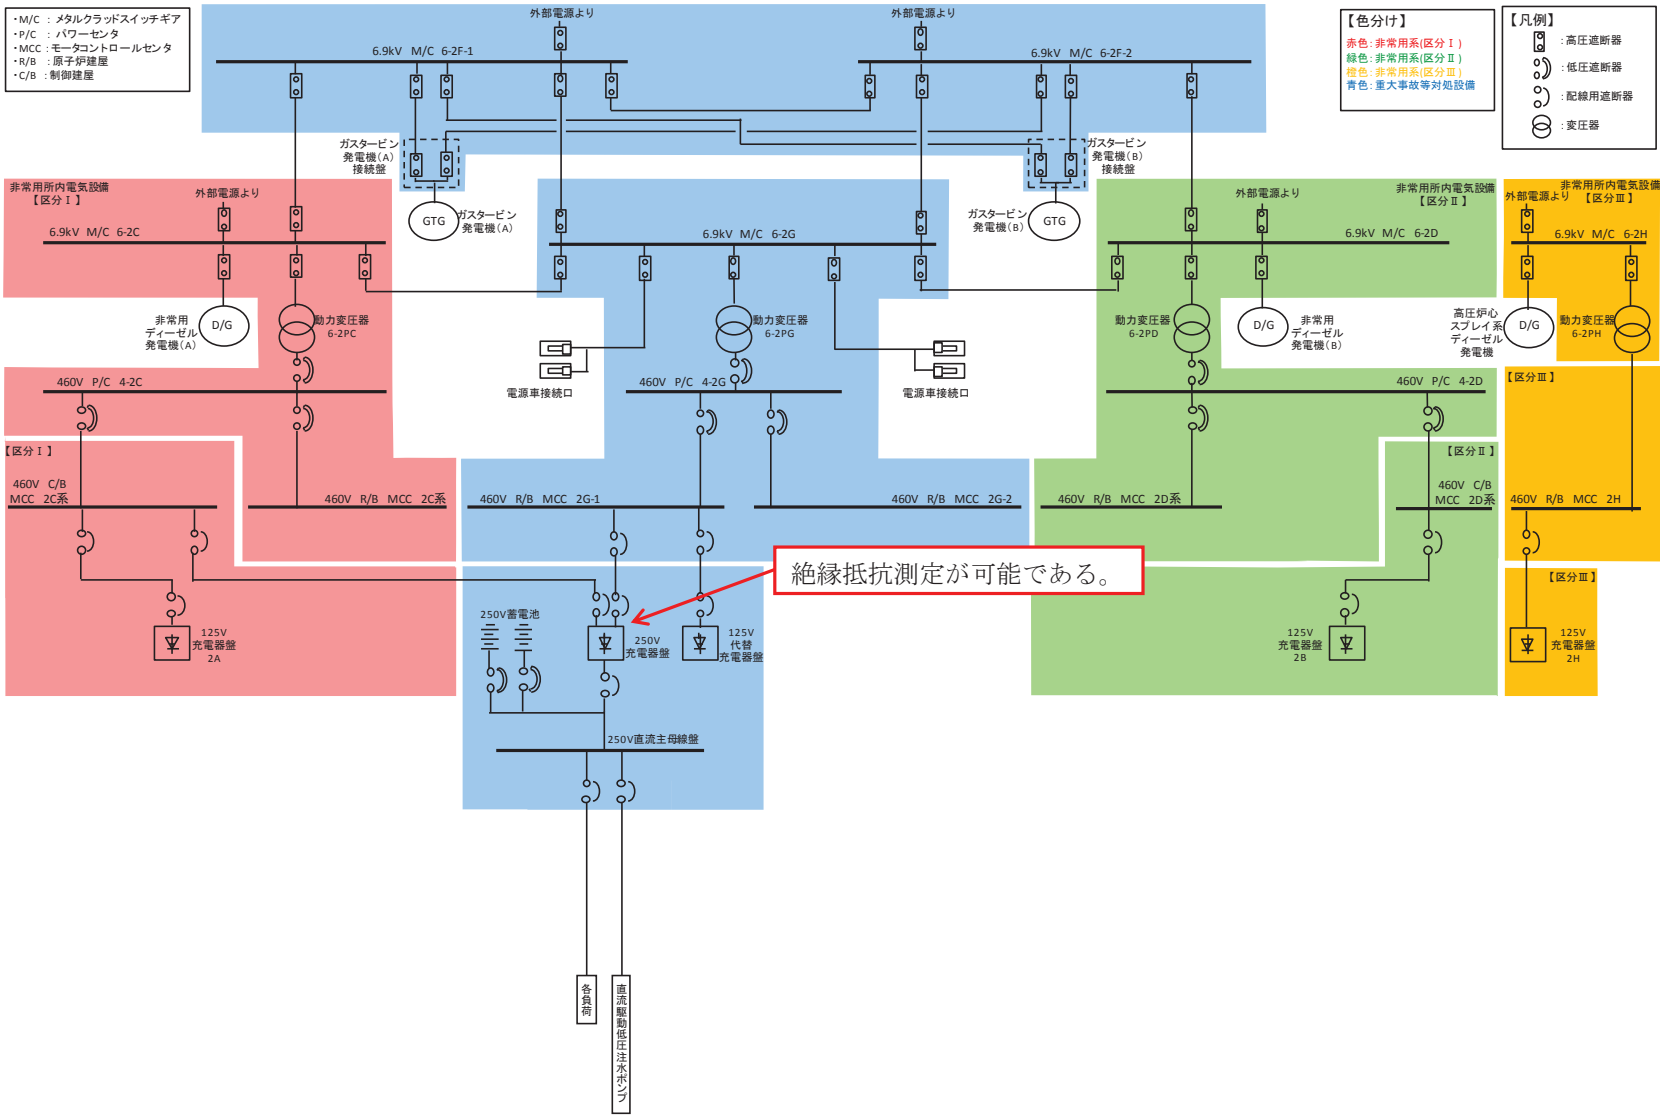 ・M/C ：メタルクラッドスイッチギア
・P/C ：パワーセンタ
・MCC：モータコントロールセンタ
・R/B ：原子炉建屋
・C/B ：制御建屋
【色分け】
赤色：非常用系(区分Ⅰ)
緑色：非常用系(区分Ⅱ)
橙色：非常用系(区分Ⅲ)
青色：重大事故等対処設備
【凡例】
：高圧遮断器
：低圧遮断器
：配線用遮断器
：変圧器
外部電源より
外部電源より
6.9kV M/C 6-2F-1
6.9kV M/C 6-2F-2
ガスタービン
発電機(A)
接続盤
ガスタービン
発電機(B)
接続盤
GTG
ガスタービン
発電機(A)
ガスタービン
発電機(B)
GTG
非常用所内電気設備
【区分Ⅰ】
外部電源より
6.9kV M/C 6-2C
非常用
ディーゼル
発電機(A)
D/G
動力変圧器
6-2PC
460V P/C 4-2C
6.9kV M/C 6-2G
動力変圧器
6-2PG
電源車接続口
電源車接続口
460V P/C 4-2G
外部電源より
非常用所内電気設備
【区分Ⅱ】
6.9kV M/C 6-2D
動力変圧器
6-2PD
D/G
非常用
ディーゼル
発電機(B)
460V P/C 4-2D
非常用所内電気設備
外部電源より
【区分Ⅲ】
6.9kV M/C 6-2H
高圧炉心
スプレイ系
ディーゼル
発電機
D/G
動力変圧器
6-2PH
【区分Ⅲ】
【区分Ⅰ】
460V C/B
MCC 2C系
460V R/B MCC 2C系
460V R/B MCC 2G-1
460V R/B MCC 2G-2
460V R/B MCC 2D系
【区分Ⅱ】
460V C/B
MCC 2D系
460V R/B MCC 2H
絶縁抵抗測定が可能である。
125V
充電器盤
2A
250V蓄電池
250V
充電器盤
125V
代替
充電器盤
125V
充電器盤
2B
【区分Ⅲ】
125V
充電器盤
2H
250V直流主母線盤
各負荷
直流駆動低圧注水ポンプ